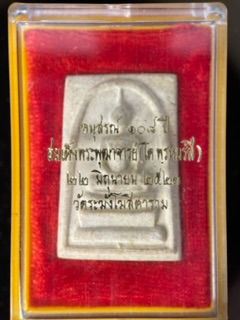 อนุสรณ์ ๑๐๘ ปี
สมเด็จพระพุฒาจารย์ (โต พรหมรังสี)
๒๒ มิถุนายน ๒๕๒๓
วัดระฆังโฆสิตาราม